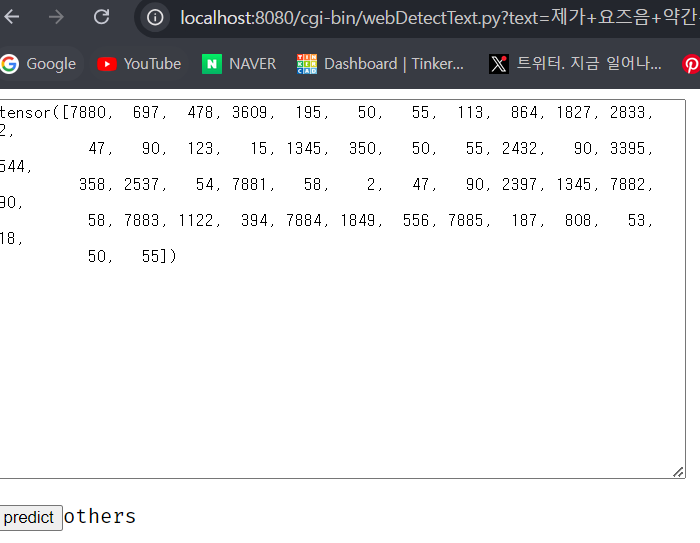 localhost:8080/cgi-bin/webDetectText.py?text=제가+요즈음+약간
Google YouTube NAVER Dashboard | Tinker... 트위터. 지금 일어나...
tensor([7880, 697, 478, 3609, 195, 50, 55, 113, 864, 1827, 2833,
2,
47, 90, 123, 15, 1345, 350, 50, 55, 2432, 90, 3395,
544,
358, 2537, 54, 7881, 58, 2, 47, 90, 2397, 1345, 7882,
90,
58, 7883, 1122, 394, 7884, 1849, 556, 7885, 187, 808, 53,
18,
50, 55])
predict others